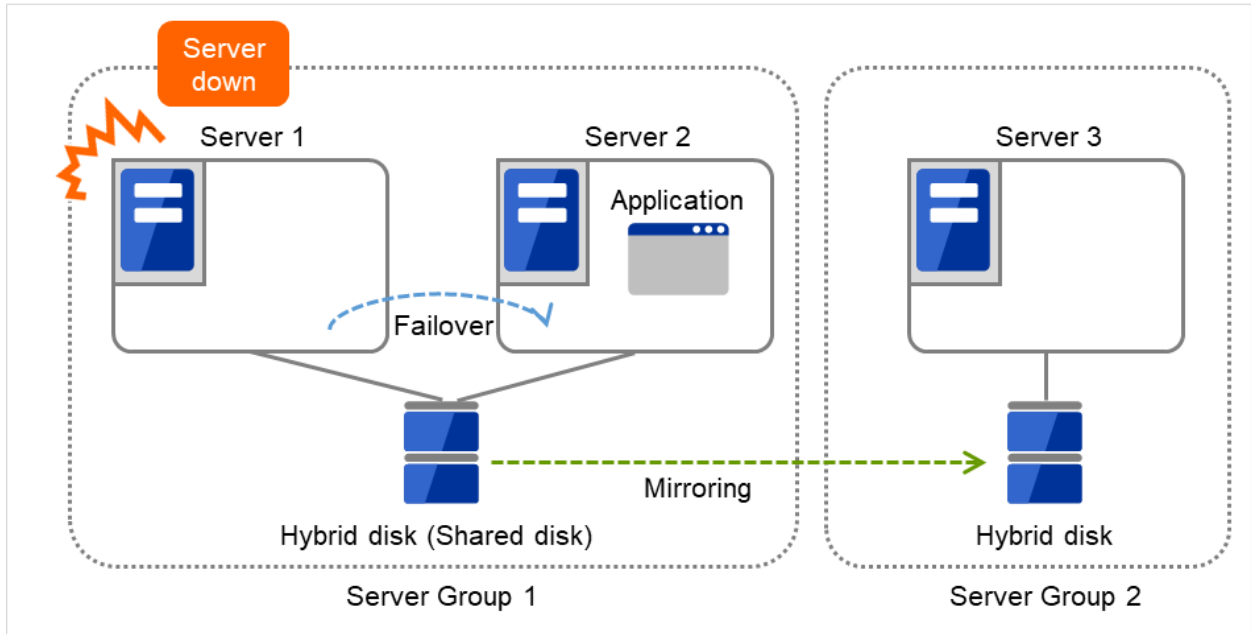 Server
down
Server 1
Server 2
Server 3
Application
Failover
Mirroring
Hybrid disk (Shared disk)
Hybrid disk
Server Group 1
Server Group 2